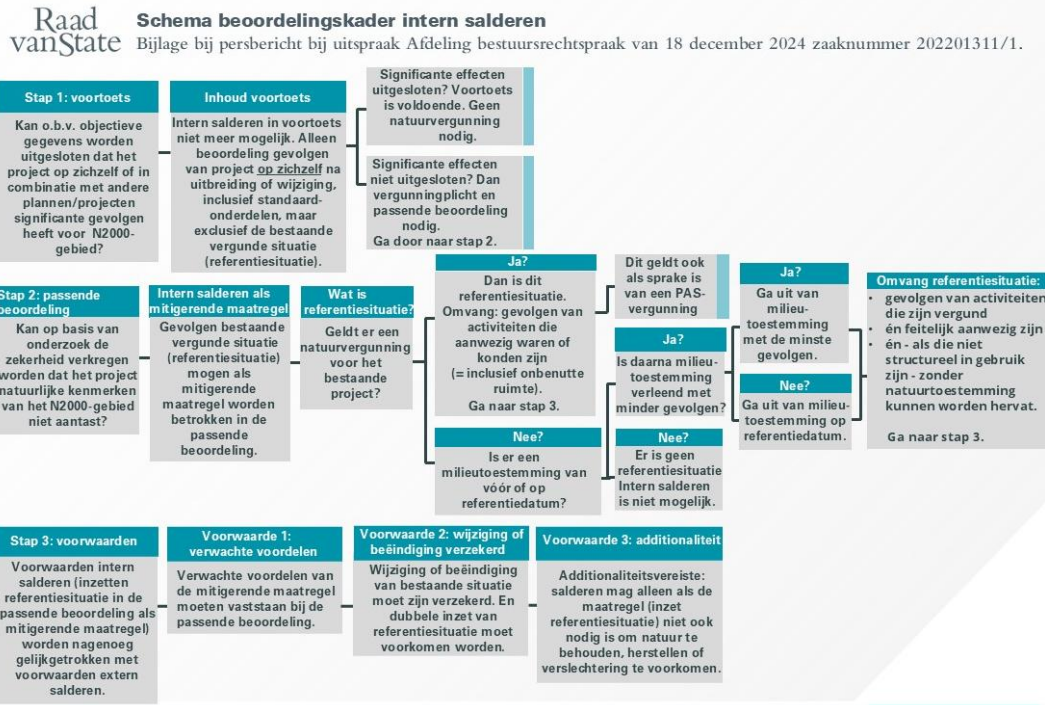 Raad
vanState
Schema beoordelingskader intern salderen
Bijlage bij persbericht bij uitspraak Afdeling bestuursrechtspraak van 18 december 2024 zaaknummer 202201311/1.
Stap 1: voortoets
Kan o.b.v. objectieve
gegevens worden
uitgesloten dat het
project op zichzelf of in
combinatie met andere
plannen/projecten
significante gevolgen
heeft voor N2000-
gebied?
Inhoud voortoets
Intern salderen in voortoets
niet meer mogelijk. Alleen
beoordeling gevolgen
van project op zichzelf na
uitbreiding of wijziging,
inclusief standaard-
onderdelen, maar
exclusief de bestaande
vergunde situatie
(referentiesituatie).
Significante effecten
uitgesloten? Voortoets
is voldoende. Geen
natuurvergunning
nodig.
Significante effecten
niet uitgesloten? Dan
vergunningplicht en
passende beoordeling
nodig.
Ga door naar stap 2.
Stap 2: passende
beoordeling
Kan op basis van
onderzoek de
zekerheid verkregen
worden dat het project
natuurlijke kenmerken
van het N2000-gebied
niet aantast?
Intern salderen als
mitigerende maatregel
Gevolgen bestaande
vergunde situatie
(referentiesituatie)
mogen als
mitigerende
maatregel worden
betrokken in de
passende
beoordeling.
Wat is
referentiesituatie?
Geldt er een
natuurvergunning
voor het
bestaande
project?
Ja?
Dan is dit
referentiesituatie.
Omvang: gevolgen van
activiteiten die
aanwezig waren of
konden zijn
(= inclusief onbenutte
ruimte).
Ga naar stap 3.
Dit geldt ook
als sprake is
van een PAS-
vergunning
Nee?
Is er een
milieutoestemming van
vóór of op
referentiedatum?
Ja?
Is daarna milieu-
toestemming
verleend met
minder gevolgen?
Nee?
Er is geen
referentiesituatie
Intern salderen
is niet mogelijk.
Ja?
Ga uit van
milieu-
toestemming
met de minste
gevolgen.
Nee?
Ga uit van milieu-
toestemming op
referentiedatum.
Omvang referentiesituatie:
• gevolgen van activiteiten
die zijn vergund
• én feitelijk aanwezig zijn
• én - als die niet
structureel in gebruik
zijn - zonder
natuurtoestemming
kunnen worden hervat.
Ga naar stap 3.
Stap 3: voorwaarden
Voorwaarden intern
salderen (inzetten
referentiesituatie in de
passende beoordeling als
mitigerende maatregel)
worden nagenoeg
gelijkgetrokken met
voorwaarden extern
salderen.
Voorwaarde 1:
verwachte voordelen
Verwachte voordelen van
de mitigerende maatregel
moeten vaststaan bij de
passende beoordeling.
Voorwaarde 2: wijziging of
beëindiging verzekerd
Wijziging of beëindiging
van bestaande situatie
moet zijn verzekerd. En
dubbele inzet van
referentiesituatie moet
voorkomen worden.
Voorwaarde 3: additionaliteit
Additionaliteitsvereiste:
salderen mag alleen als de
maatregel (inzet
referentiesituatie) niet ook
nodig is om natuur te
behouden, herstellen of
verslechtering te voorkomen.